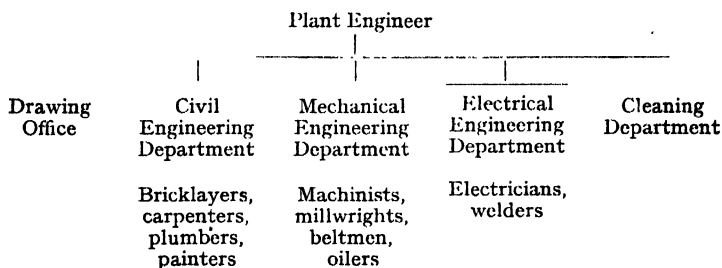 Plant Engineer
Drawing
Office
Civil
Engineering
Department
Bricklayers,
carpenters,
plumbers,
painters
Mechanical
Engineering
Department
Machinists,
millwrights,
beltmen,
oilers
Electrical
Engineering
Department
Electricians,
welders
Cleaning
Department